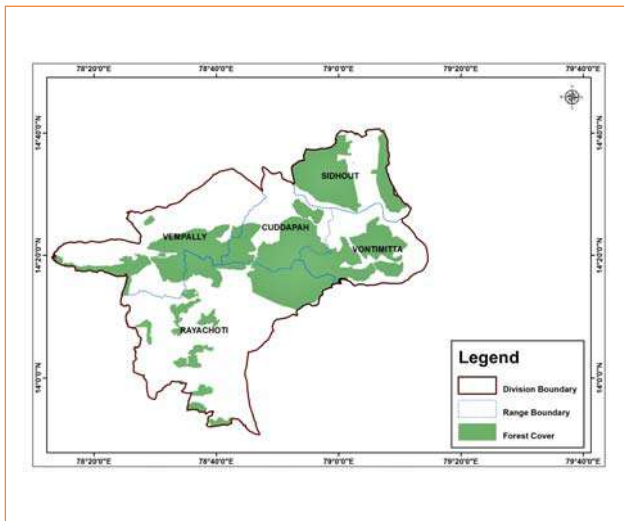 78°20'0"E 78°40'0"E 79°0'0"E 79°20'0"E 79°40'0"E
14°40'0"N 14°40'0"N
SIDHOUT
CUDDAPAH
VEMPALLY
VONTIMITTA
14°20'0"N 14°20'0"N
RAYACHOTI
Legend
Division Boundary
Range Boundary
Forest Cover
14°0'0"N 14°0'0"N
78°20'0"E 78°40'0"E 79°0'0"E 79°20'0"E 79°40'0"E